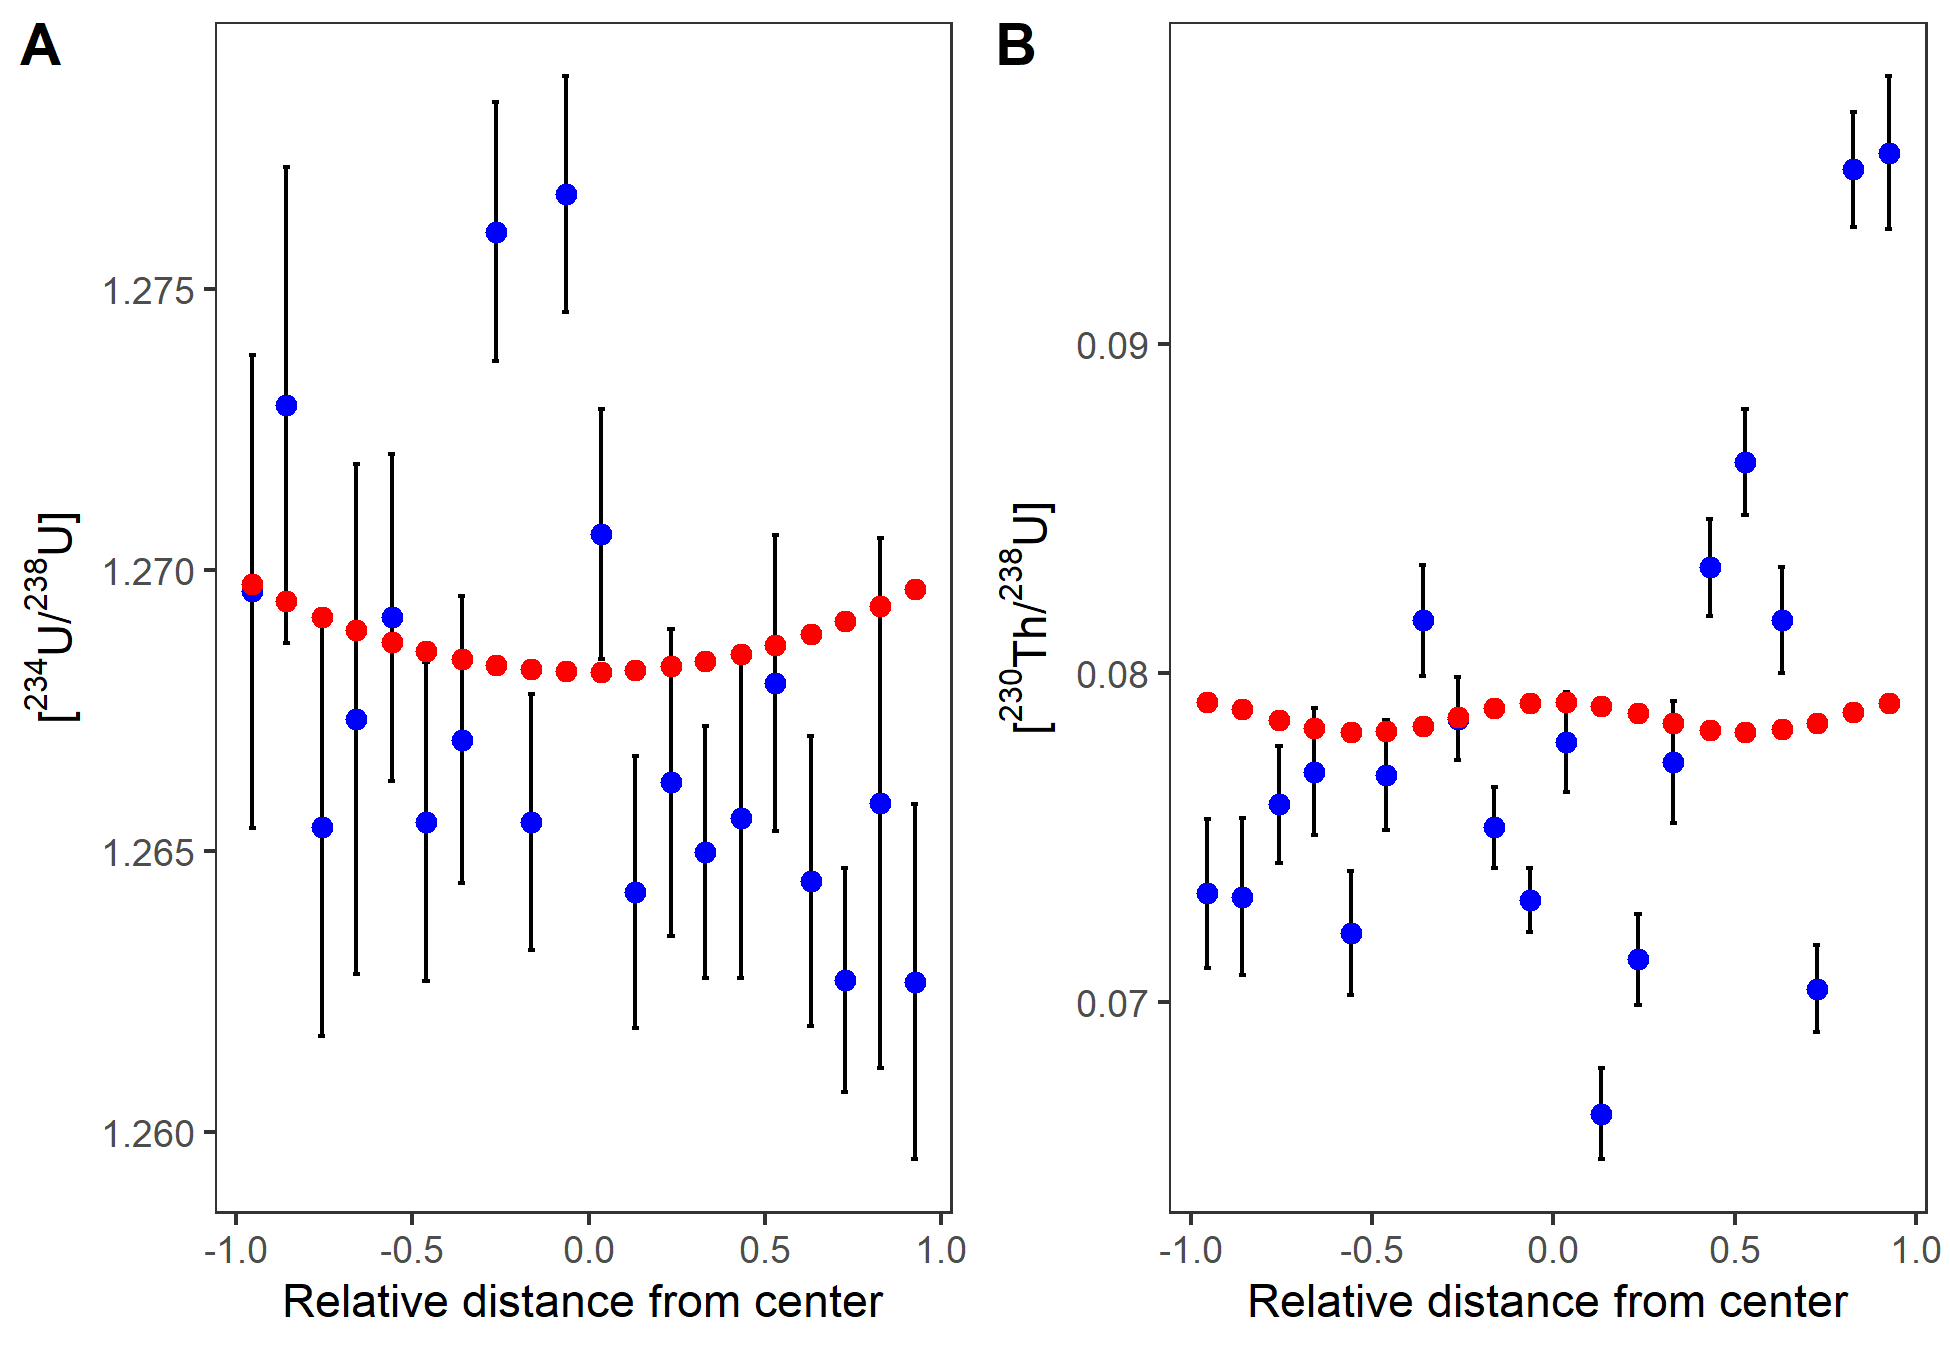 A
[²³⁴U/²³⁸U]
1.275
1.270
1.265
1.260
-1.0 -0.5 0.0 0.5 1.0
Relative distance from center
B
[²³⁰Th/²³⁸U]
0.09
0.08
0.07
-1.0 -0.5 0.0 0.5 1.0
Relative distance from center